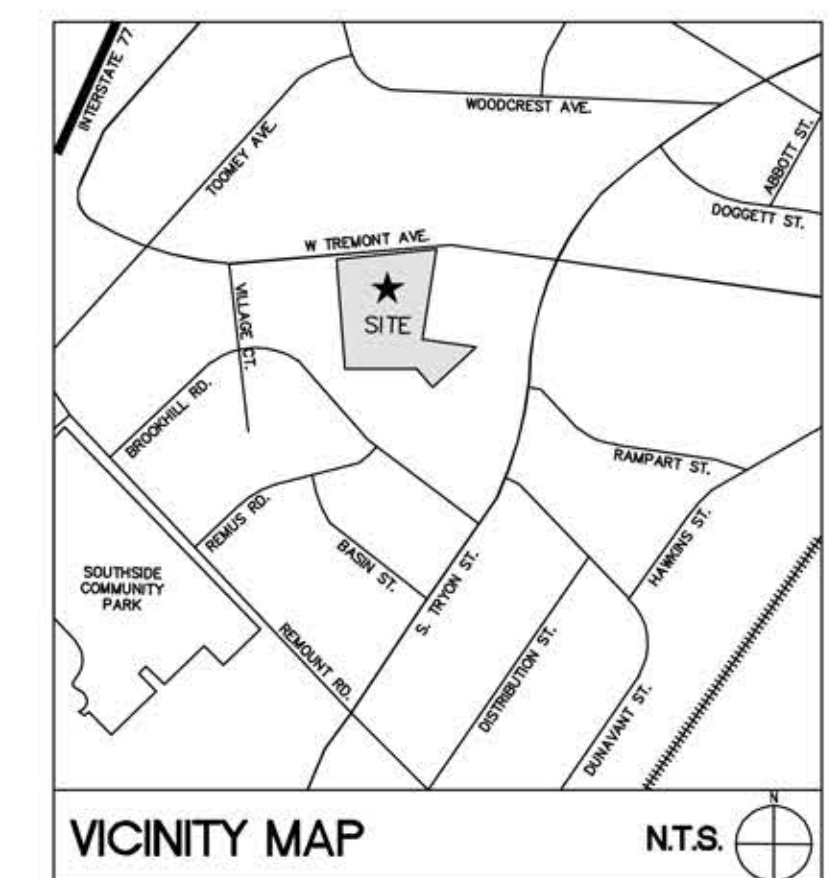 INTERSTATE 77
WOODCREST AVE.
TOOMEY AVE.
ABBOTT ST.
DOGGETT ST.
W TREMONT AVE.
VILLAGE CT.
SITE
BROOKHILL RD.
RAMPART ST.
REMUS RD.
BASIN ST.
HAWKINS ST.
S. TRYON ST.
SOUTHSIDE
COMMUNITY
PARK
REMOUNT RD.
DISTRIBUTION ST.
DUNAVANT ST.
VICINITY MAP
N.T.S.
N